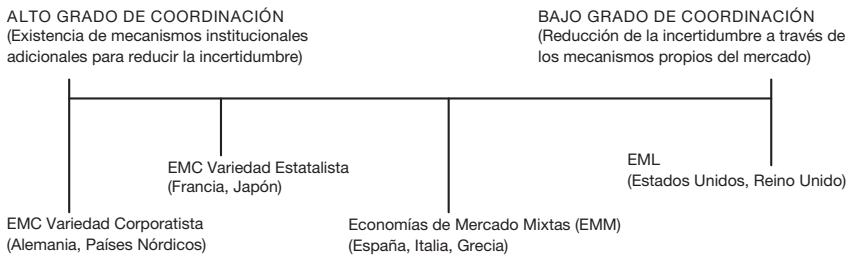 ALTO GRADO DE COORDINACIÓN
(Existencia de mecanismos institucionales
adicionales para reducir la incertidumbre)
BAJO GRADO DE COORDINACIÓN
(Reducción de la incertidumbre a través de
los mecanismos propios del mercado)
EMC Variedad Estatalista
(Francia, Japón)
EML
(Estados Unidos, Reino Unido)
EMC Variedad Corporatista
(Alemania, Países Nórdicos)
Economías de Mercado Mixtas (EMM)
(España, Italia, Grecia)